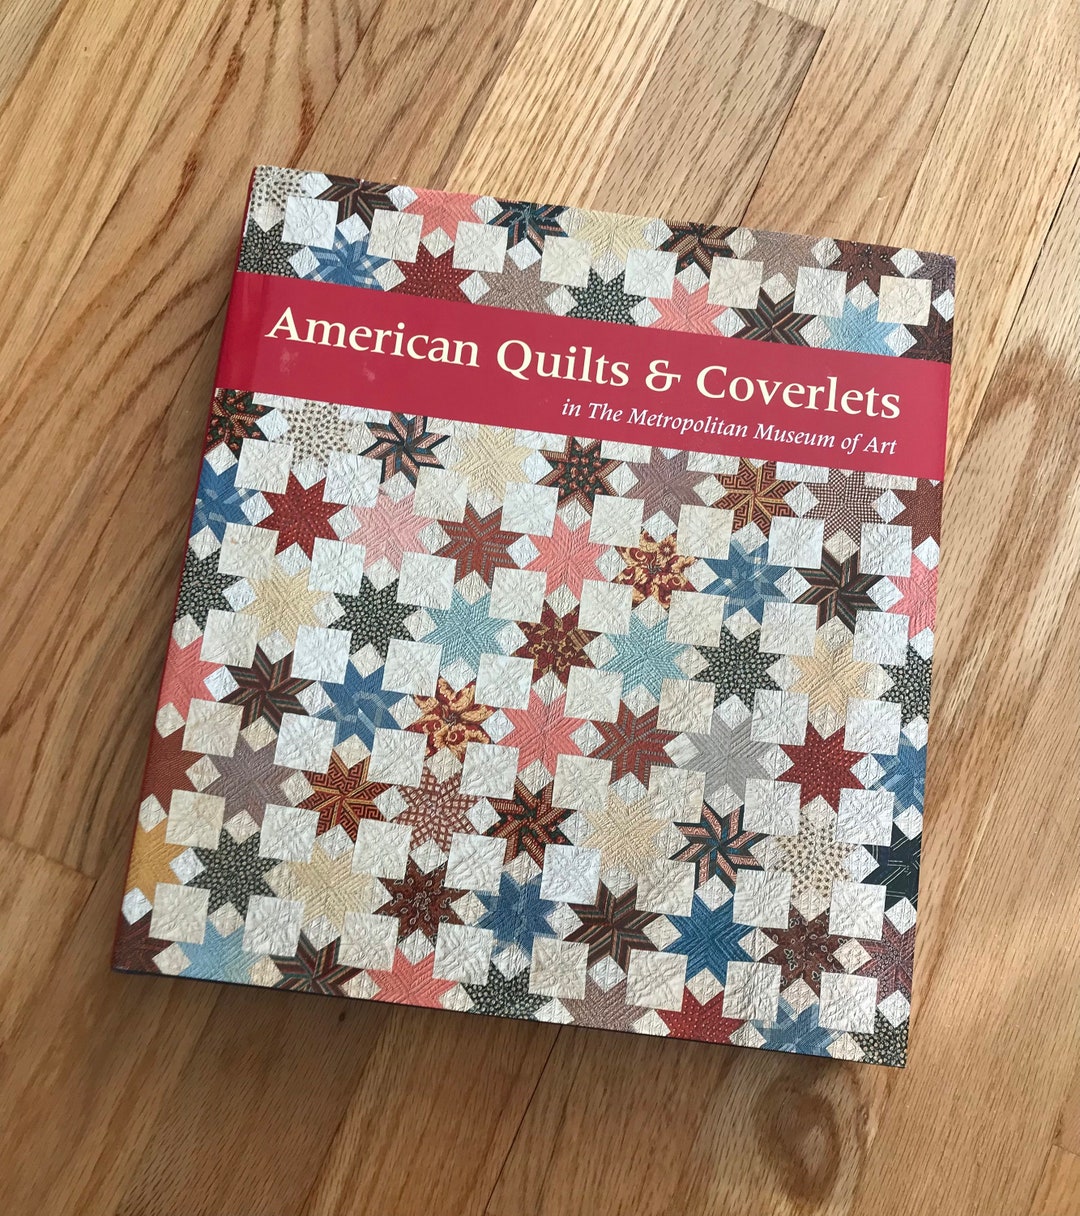 American Quilts & Coverlets
in The Metropolitan Museum of Art